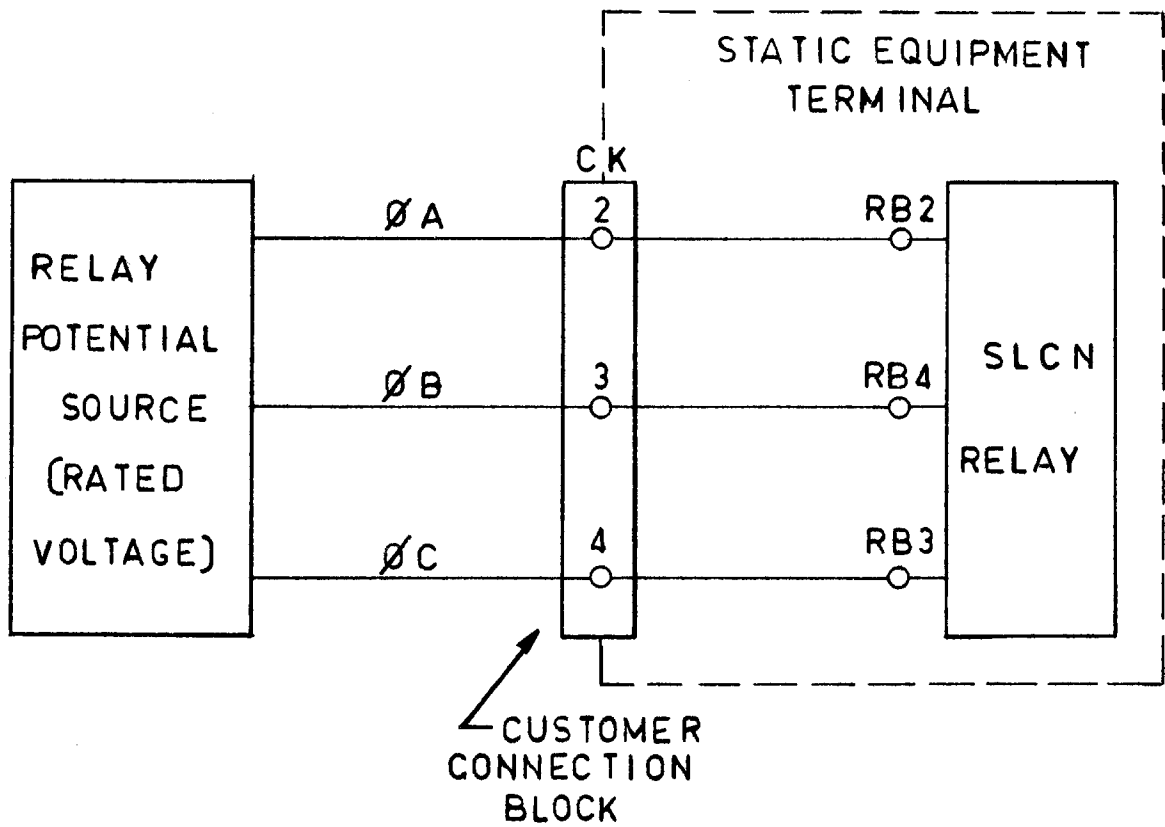 STATIC EQUIPMENT
TERMINAL
CK
2
RB2
ØA
RELAY
POTENTIAL
SOURCE
(RATED
VOLTAGE)
ØB
3
RB4
SLCN
RELAY
ØC
4
RB3
CUSTOMER
CONNECTION
BLOCK